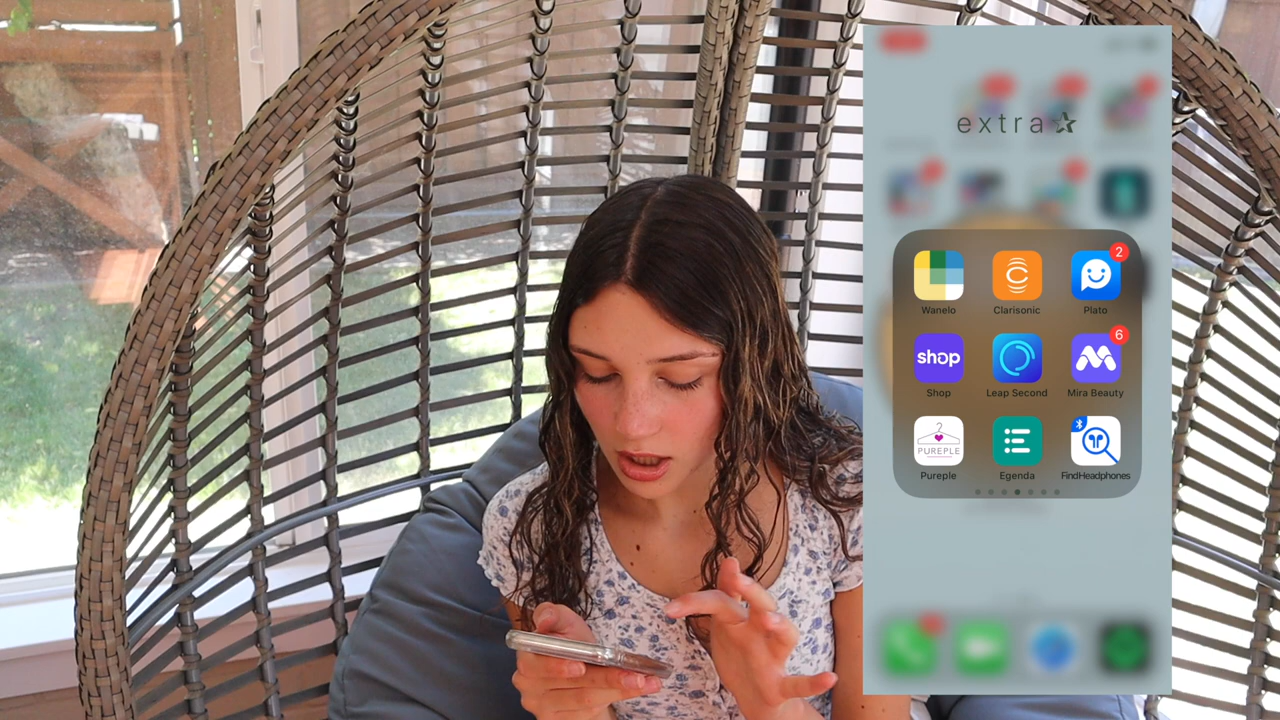 extra☆
2
Wanelo
Clarisonic
Plato
shop
6
Shop
Leap Second
Mira Beauty
PUREPLE
Pureple
Egenda
FindHeadphones